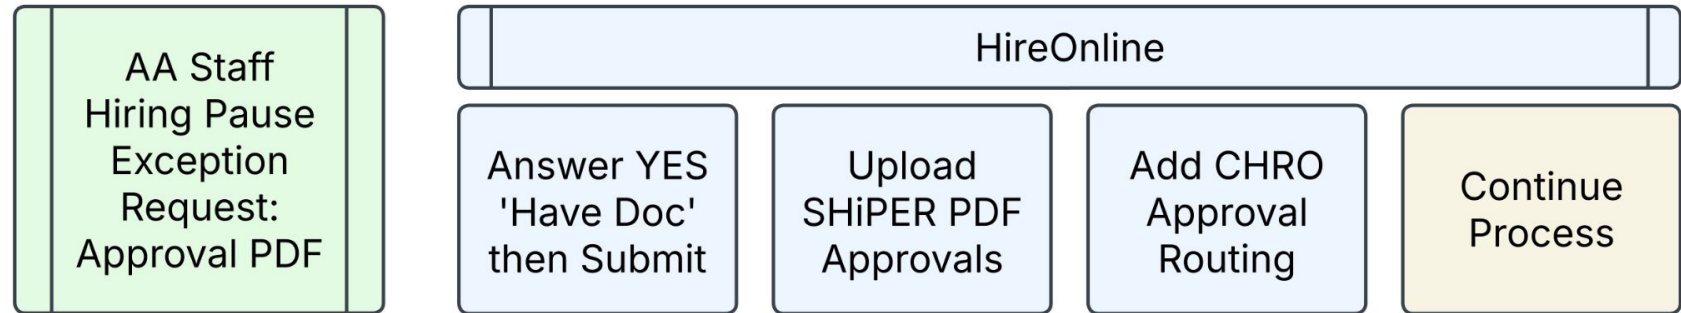 AA Staff
Hiring Pause
Exception
Request:
Approval PDF
HireOnline
Answer YES
'Have Doc'
then Submit
Upload
SHiPER PDF
Approvals
Add CHRO
Approval
Routing
Continue
Process